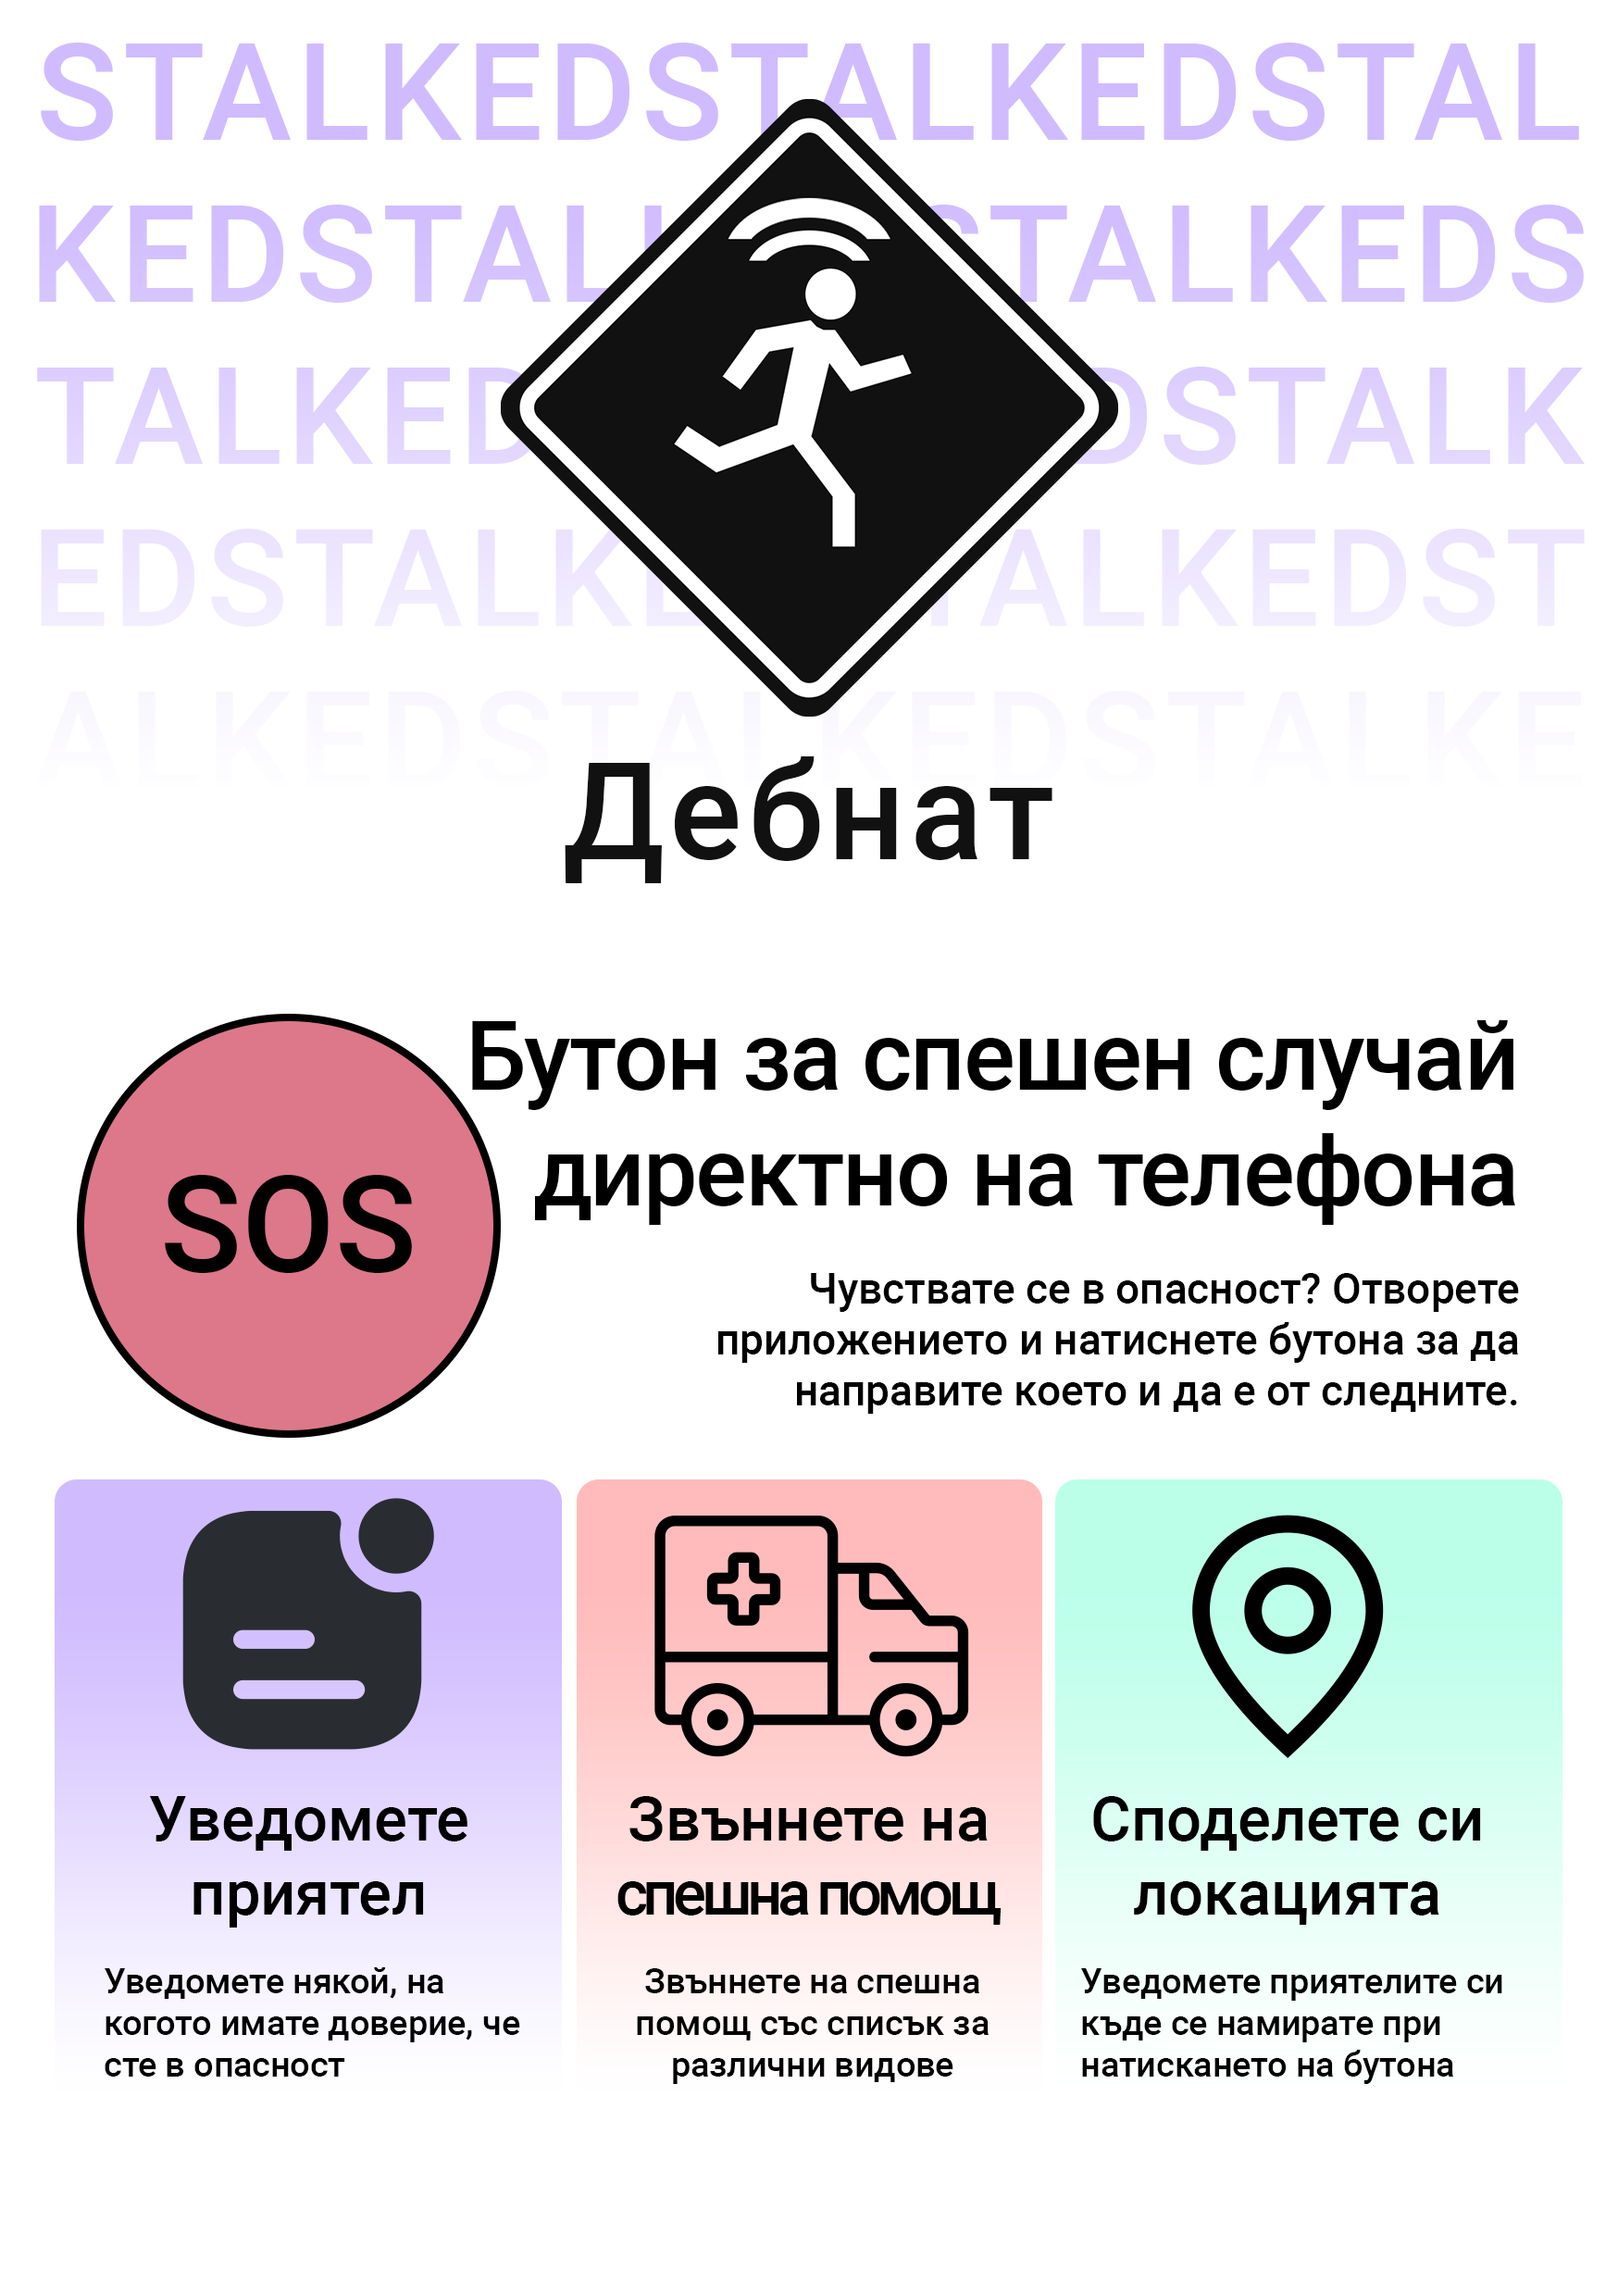 STALKEDSTALKEDSTAL
KEDSTALK STALKEDS
TALKED DSTALK
EDSTALKE TALKEDST
ALKEDSTALKEDSTALKE
Дебнат
SOS
Бутон за спешен случай
директно на телефона
Чувствате се в опасност? Отворете
приложението и натиснете бутона за да
направите което и да е от следните.
Уведомете
приятел
Уведомете някой, на
когото имате доверие, че
сте в опасност
Звъннете на
спешна помощ
Звъннете на спешна
помощ със списък за
различни видове
Споделете си
локацията
Уведомете приятелите си
къде се намирате при
натискането на бутона